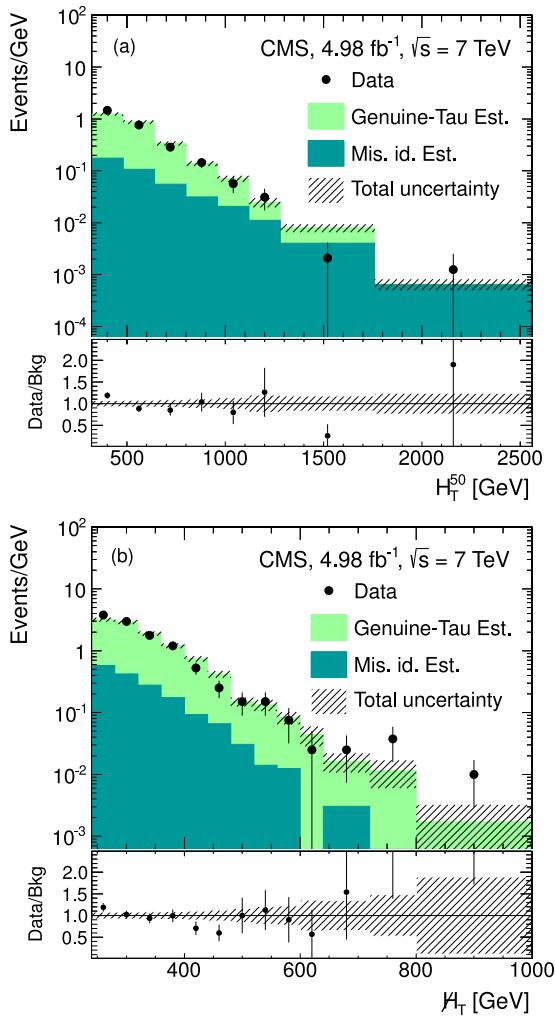 Events/GeV
10²
10
1
10⁻¹
10⁻²
10⁻³
10⁻⁴
(a)
CMS, 4.98 fb⁻¹, √s = 7 TeV
Data
Genuine-Tau Est.
Mis. id. Est.
Total uncertainty
Data/Bkg
2.0
1.5
1.0
0.5
500 1000 1500 2000 2500
H_T^50 [GeV]
Events/GeV
10²
10
1
10⁻¹
10⁻²
10⁻³
(b)
CMS, 4.98 fb⁻¹, √s = 7 TeV
Data
Genuine-Tau Est.
Mis. id. Est.
Total uncertainty
Data/Bkg
2.0
1.5
1.0
0.5
400 600 800 1000
H̸_T [GeV]